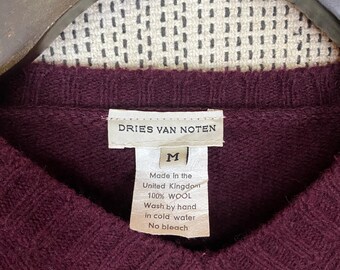 DRIES VAN NOTEN
M
Made in the
United Kingdom
100% WOOL
Wash by hand
in cold water
No bleach